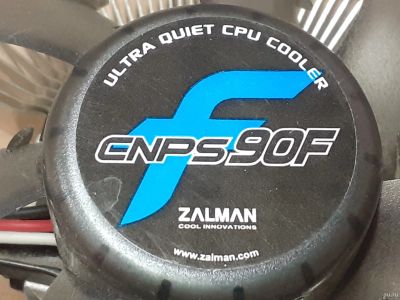 ULTRA QUIET CPU COOLER
f
CNPS90F
ZALMAN
COOL INNOVATIONS
www.zalman.com